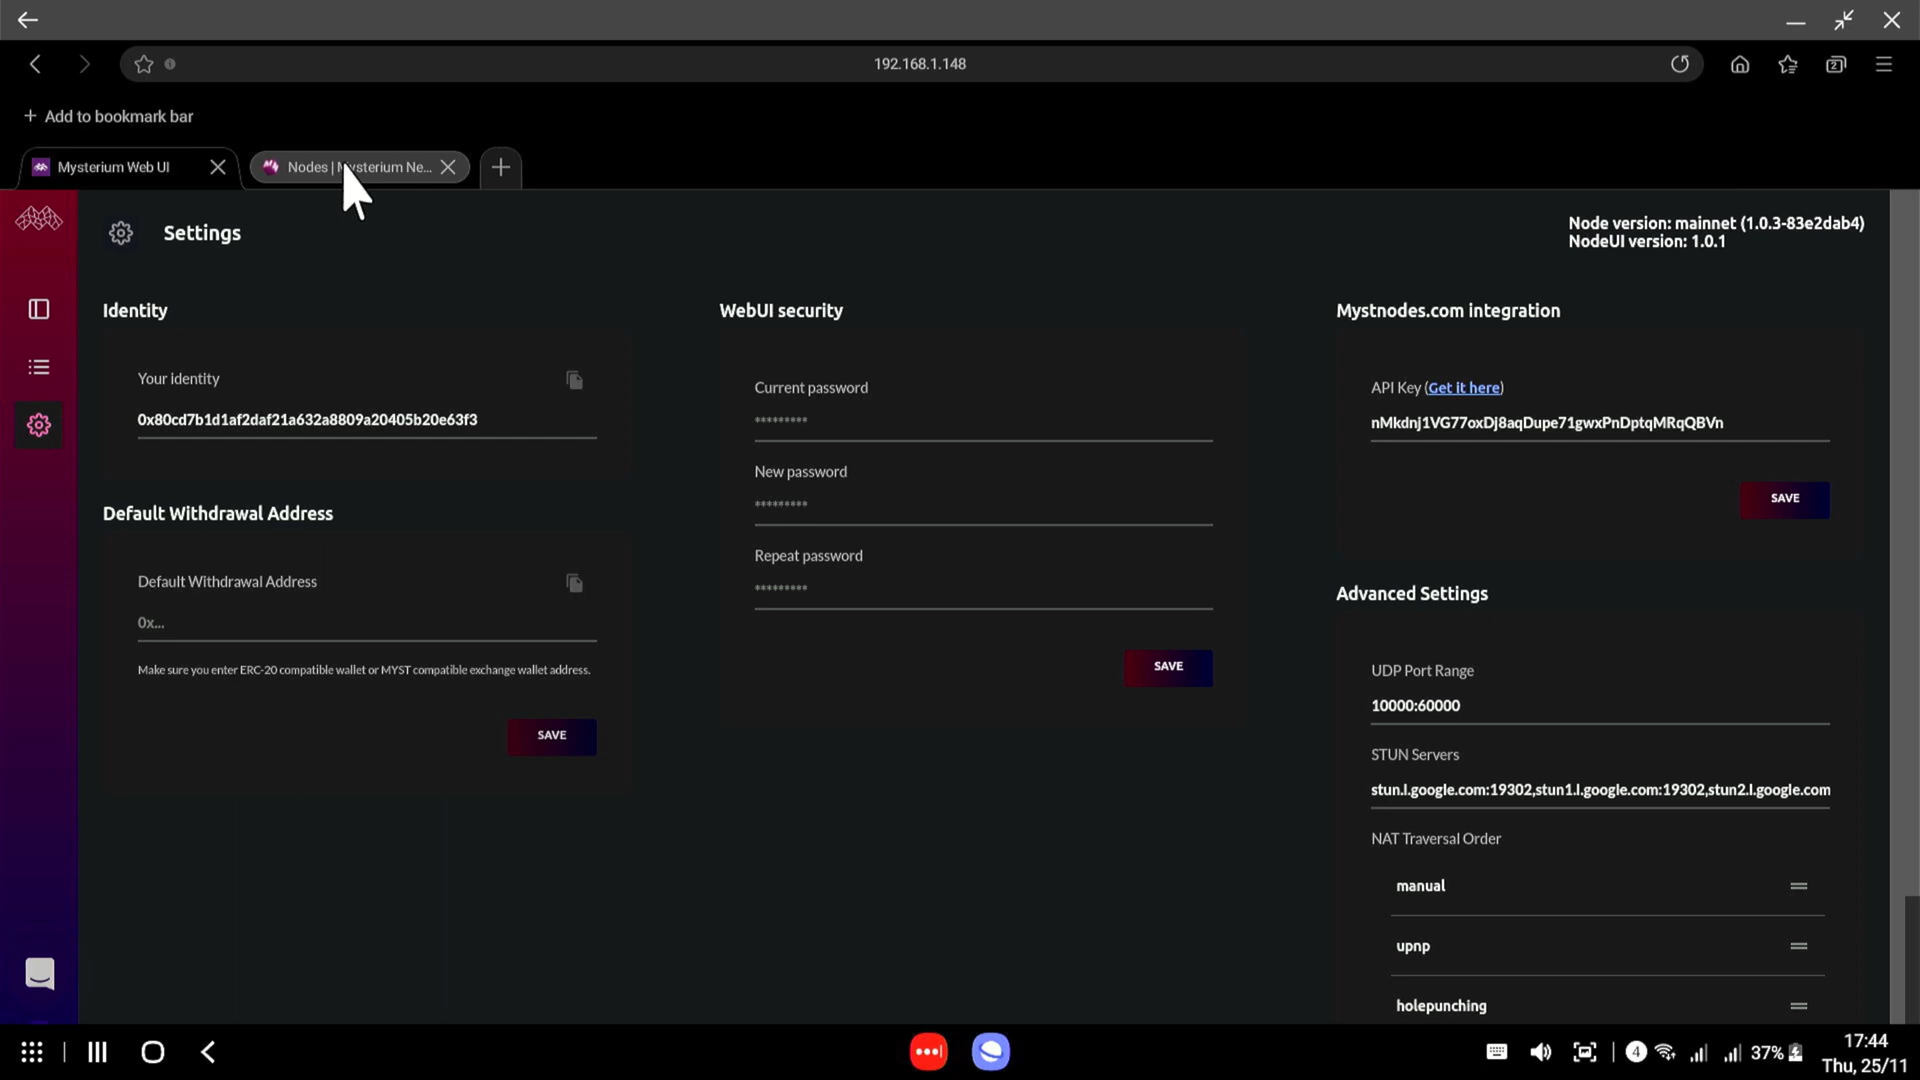 192.168.1.148
2
+ Add to bookmark bar
Mysterium Web UI
Nodes | Mysterium Ne...
Settings
Node version: mainnet (1.0.3-83e2dab4)
NodeUI version: 1.0.1
Identity
Your identity
0x80cd7b1d1af2daf21a632a8809a20405b20e63f3
Default Withdrawal Address
Default Withdrawal Address
0x...
Make sure you enter ERC-20 compatible wallet or MYST compatible exchange wallet address.
SAVE
WebUI security
Current password
*********
New password
*********
Repeat password
*********
SAVE
Mystnodes.com integration
API Key (Get it here)
nMkdnj1VG77oxDj8aqDupe71gwxPnDptqMRqQBVn
SAVE
Advanced Settings
UDP Port Range
10000:60000
STUN Servers
stun.l.google.com:19302,stun1.l.google.com:19302,stun2.l.google.com
NAT Traversal Order
manual
upnp
holepunching
4
37%
17:44
Thu, 25/11